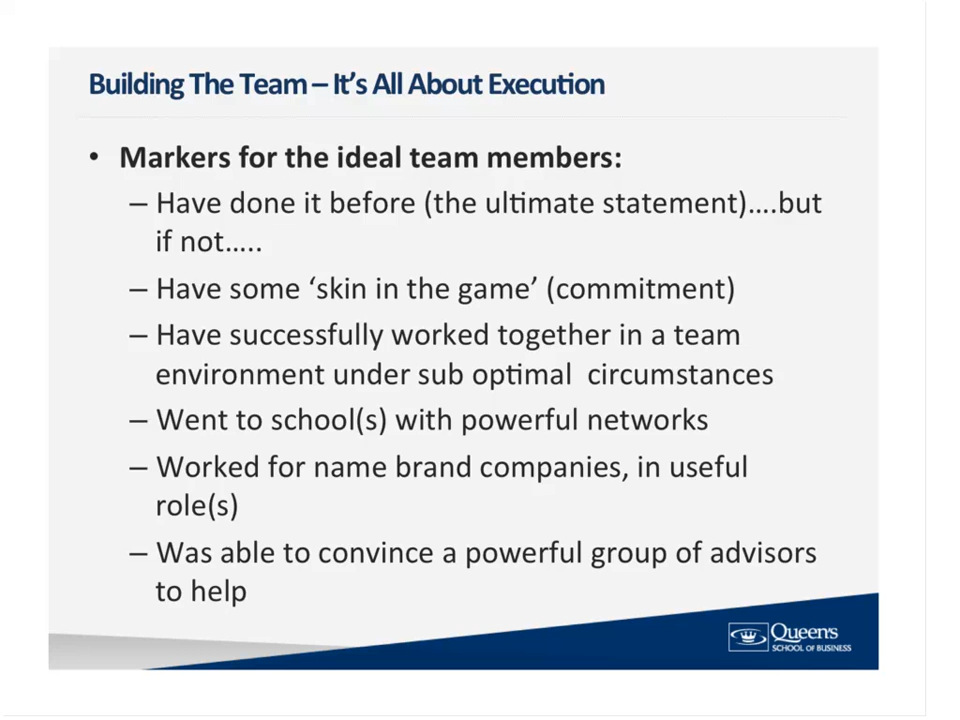 Building The Team – It's All About Execution
• Markers for the ideal team members:
– Have done it before (the ultimate statement)….but
if not…..
– Have some ‘skin in the game’ (commitment)
– Have successfully worked together in a team
environment under sub optimal circumstances
– Went to school(s) with powerful networks
– Worked for name brand companies, in useful
role(s)
– Was able to convince a powerful group of advisors
to help
Queen's
SCHOOL OF BUSINESS